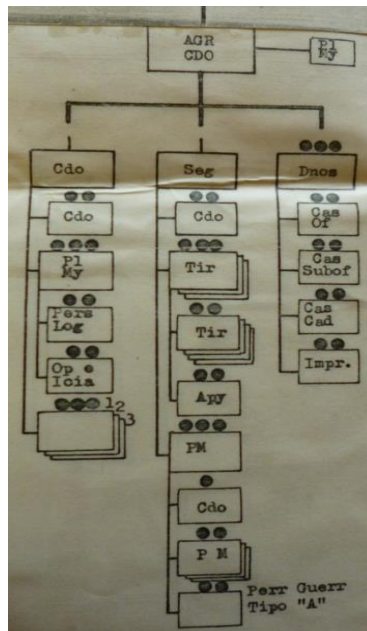 AGR
CDO
Pl
My
Cdo
Seg
Dnos
Cdo
Cdo
Cas
Of
Pl
My
Tir
Cas
Subof
Pers
Log
Tir
Cas
Cad
Op e
Icia
Apy
Impr.
1
2
3
PM
Cdo
P M
Perr Guerr
Tipo "A"